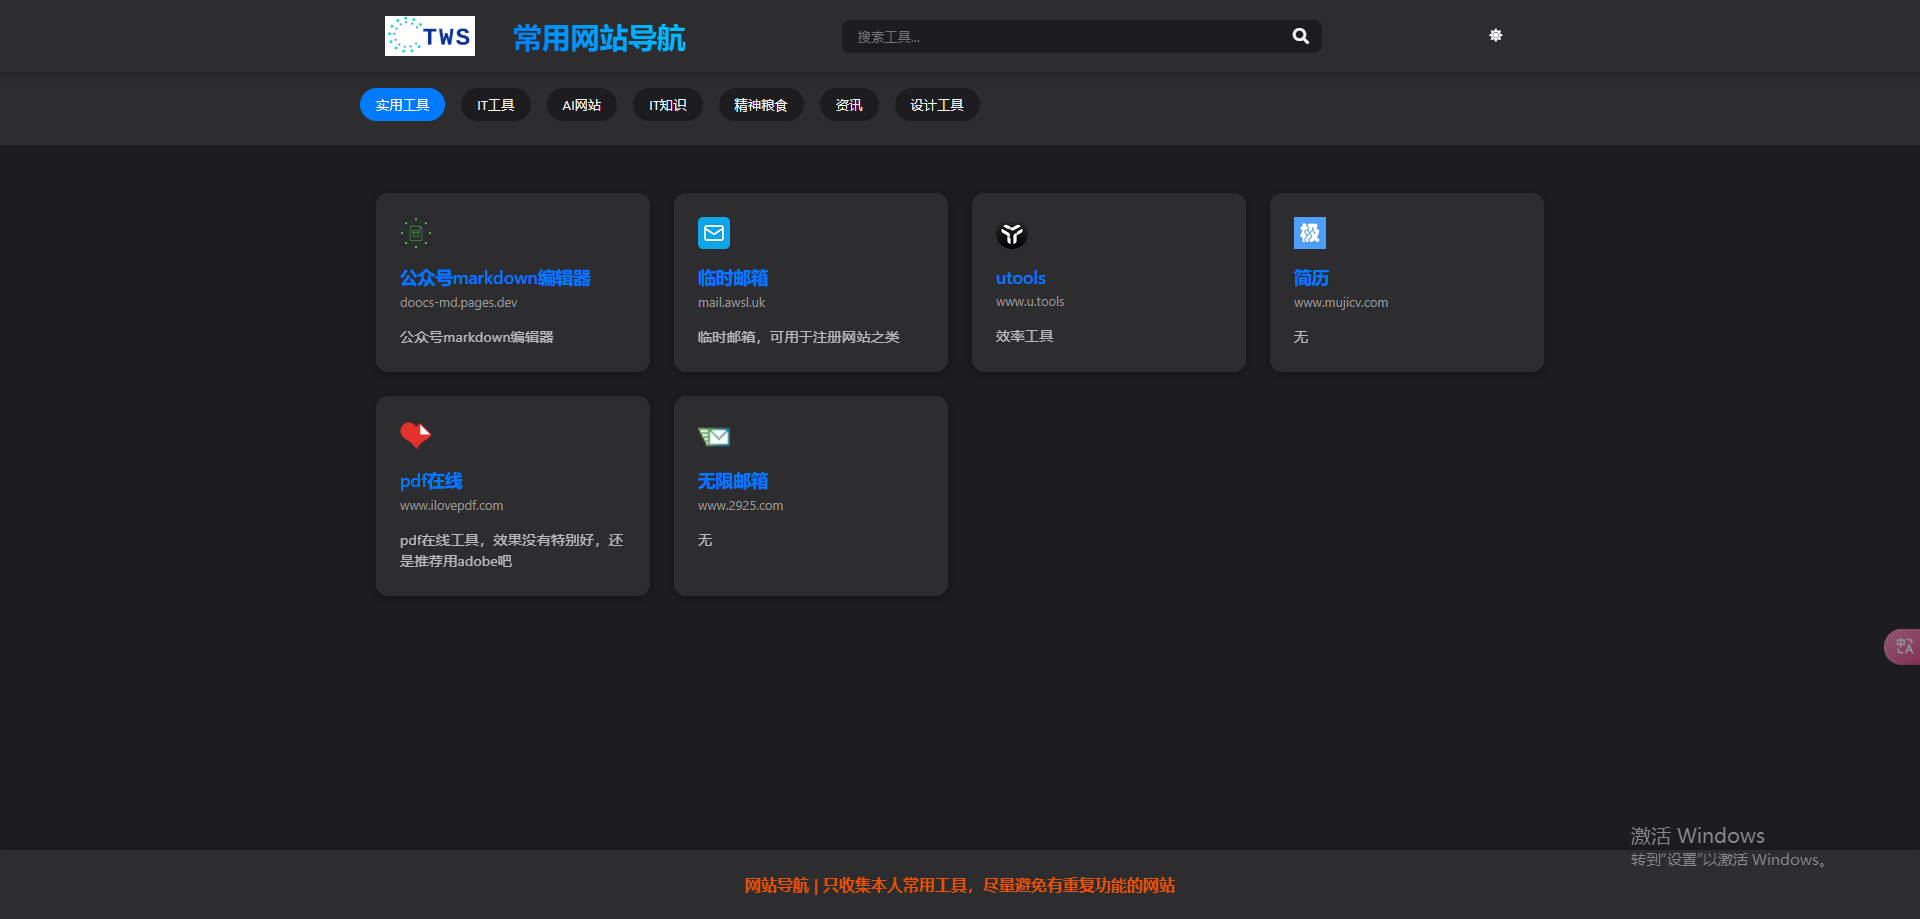 TWS
常用网站导航
搜索工具...
实用工具
IT工具
AI网站
IT知识
精神粮食
资讯
设计工具
公众号markdown编辑器
doocs-md.pages.dev
公众号markdown编辑器
临时邮箱
mail.awsl.uk
临时邮箱，可用于注册网站之类
utools
www.u.tools
效率工具
极
简历
www.mujicv.com
无
pdf在线
www.ilovepdf.com
pdf在线工具，效果没有特别好，还
是推荐用adobe吧
无限邮箱
www.2925.com
无
中A
激活 Windows
转到"设置"以激活 Windows。
网站导航 | 只收集本人常用工具，尽量避免有重复功能的网站